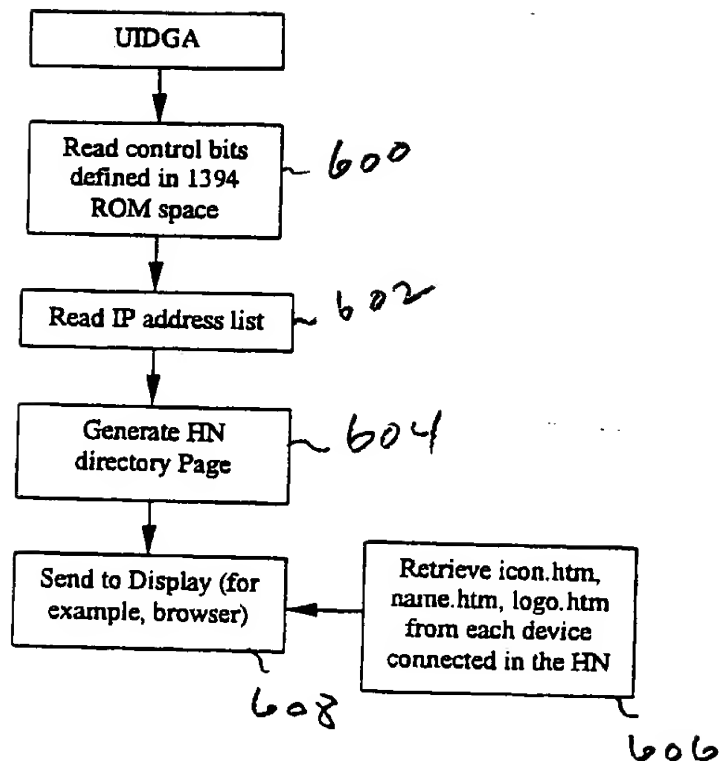 UIDGA
Read control bits
defined in 1394
ROM space
600
Read IP address list
602
Generate HN
directory Page
604
Send to Display (for
example, browser)
608
Retrieve icon.htm,
name.htm, logo.htm
from each device
connected in the HN
606